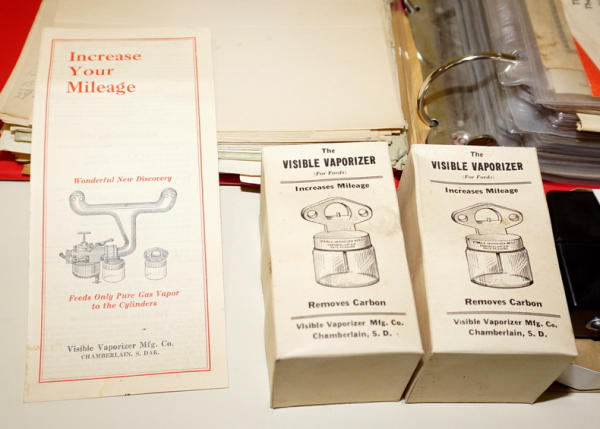 Increase
Your
Mileage
Wonderful New Discovery
Feeds Only Pure Gas Vapor
to the Cylinders
Visible Vaporizer Mfg. Co.
CHAMBERLAIN, S. DAK.
The
VISIBLE VAPORIZER
(For Fords)
Increases Mileage
Removes Carbon
Visible Vaporizer Mfg. Co.
Chamberlain, S. D.
The
VISIBLE VAPORIZER
(For Fords)
Increases Mileage
Removes Carbon
Visible Vaporizer Mfg. Co.
Chamberlain, S. D.